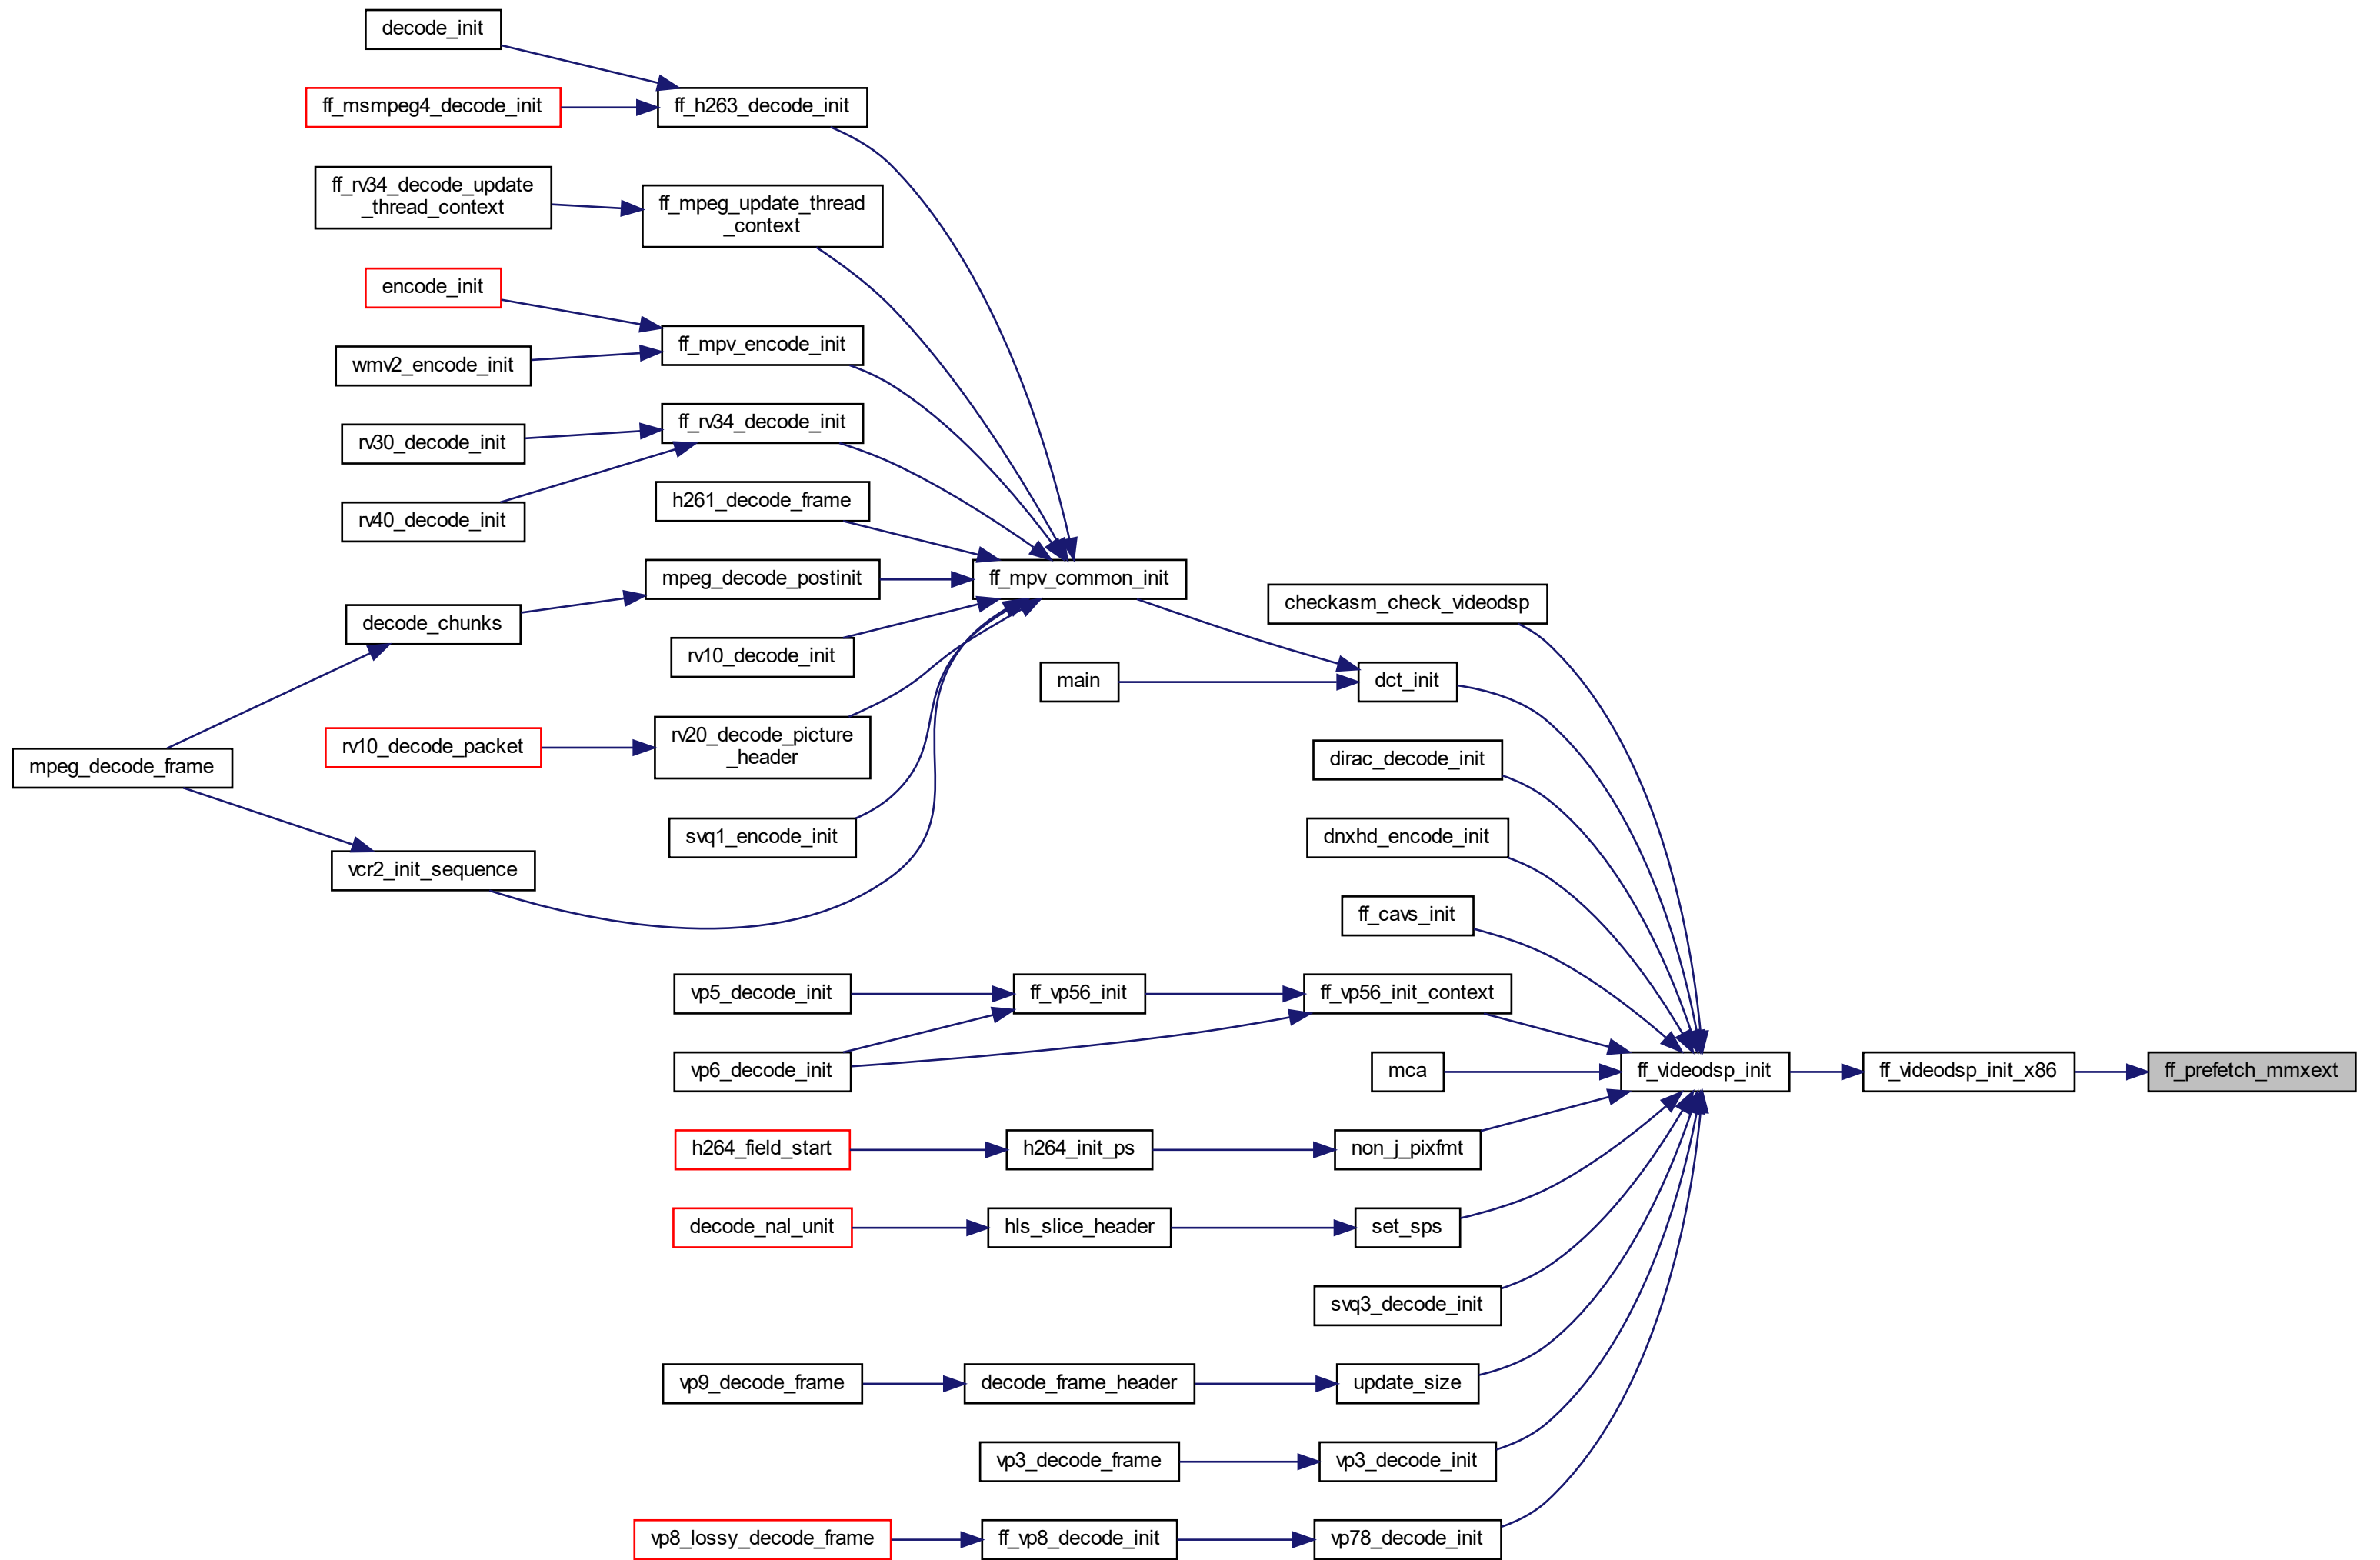 decode_init
ff_msmpeg4_decode_init
ff_h263_decode_init
ff_rv34_decode_update
_thread_context
ff_mpeg_update_thread
_context
encode_init
ff_mpv_encode_init
wmv2_encode_init
ff_rv34_decode_init
rv30_decode_init
h261_decode_frame
rv40_decode_init
mpeg_decode_postinit
ff_mpv_common_init
checkasm_check_videodsp
decode_chunks
rv10_decode_init
main
dct_init
rv10_decode_packet
rv20_decode_picture
_header
dirac_decode_init
mpeg_decode_frame
svq1_encode_init
dnxhd_encode_init
vcr2_init_sequence
ff_cavs_init
vp5_decode_init
ff_vp56_init
ff_vp56_init_context
vp6_decode_init
mca
ff_videodsp_init
ff_videodsp_init_x86
ff_prefetch_mmxext
h264_field_start
h264_init_ps
non_j_pixfmt
decode_nal_unit
hls_slice_header
set_sps
svq3_decode_init
vp9_decode_frame
decode_frame_header
update_size
vp3_decode_frame
vp3_decode_init
vp8_lossy_decode_frame
ff_vp8_decode_init
vp78_decode_init